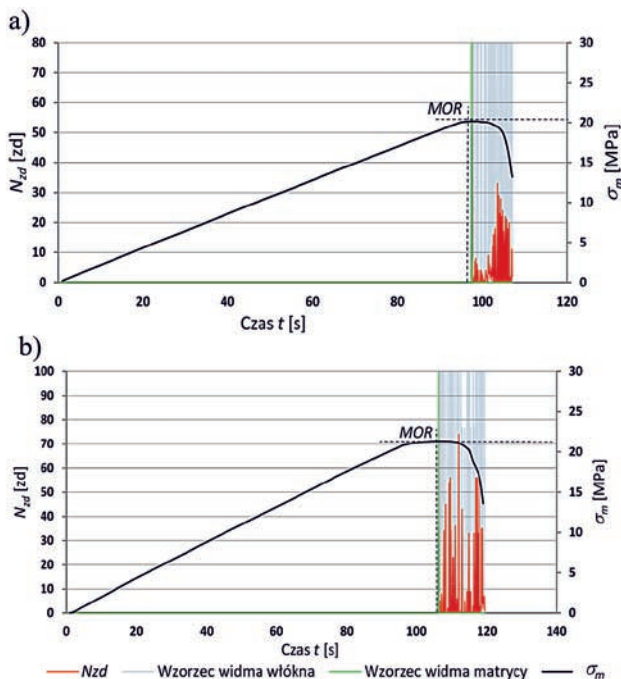 a)
80
70
60
50
40
30
20
10
0
N_zd [zd]
MOR
30
25
20
15
10
5
0
σ_m [MPa]
0 20 40 60 80 100 120
Czas t [s]
b)
100
90
80
70
60
50
40
30
20
10
0
N_zd [zd]
MOR
30
25
20
15
10
5
0
σ_m [MPa]
0 20 40 60 80 100 120 140
Czas t [s]
Nzd Wzorzec widma włókna Wzorzec widma matrycy σ_m